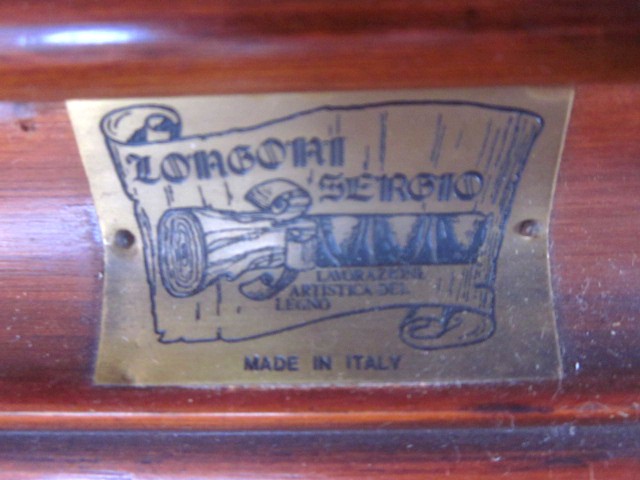 LONGONI
SERGIO
LAVORAZIONE
ARTISTICA DEL
LEGNO
MADE IN ITALY